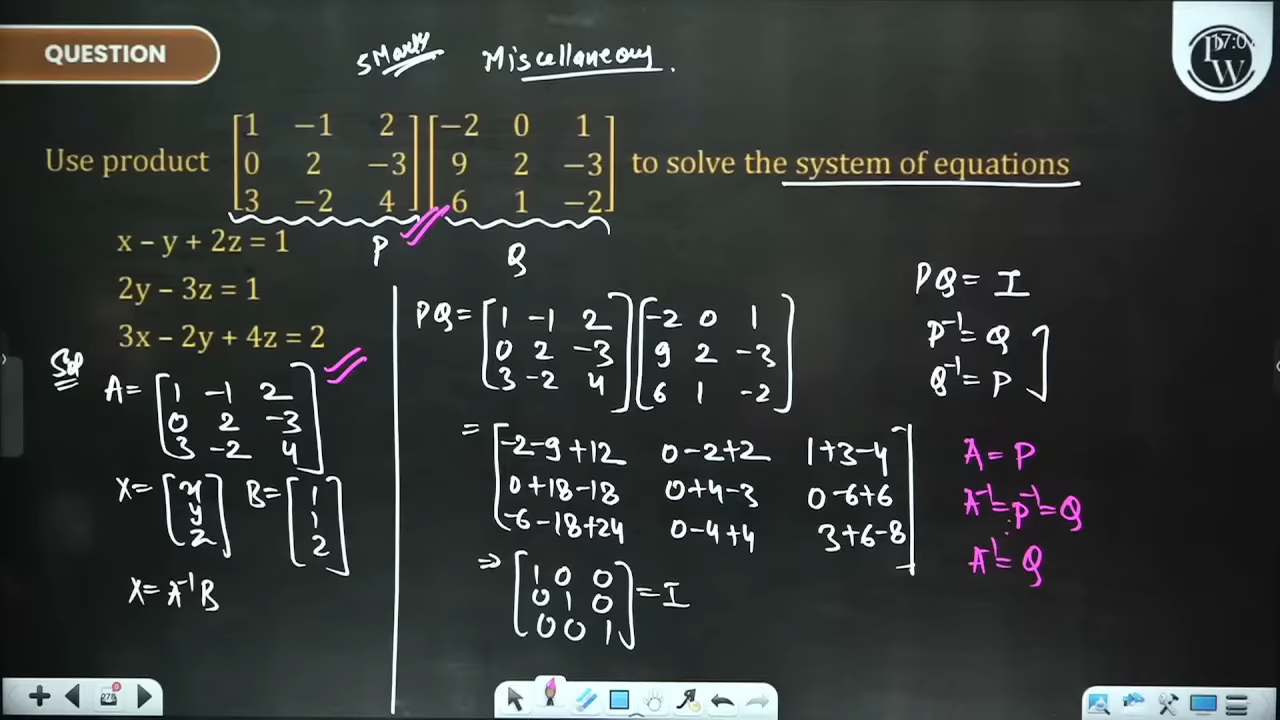 QUESTION
5 Marks Miscellaneous.
17:0
PW
Use product [1 −1 2; 0 2 −3; 3 −2 4] [−2 0 1; 9 2 −3; 6 1 −2] to solve the system of equations
P Q
x – y + 2z = 1
2y – 3z = 1
3x – 2y + 4z = 2
Sol
A = [1 -1 2; 0 2 -3; 3 -2 4]
X = [x; y; z] B = [1; 1; 2]
X = A⁻¹B
PQ = [1 -1 2; 0 2 -3; 3 -2 4] [-2 0 1; 9 2 -3; 6 1 -2]
= [-2-9+12 0-2+2 1+3-4; 0+18-18 0+4-3 0-6+6; -6-18+24 0-4+4 3+6-8]
⇒ [1 0 0; 0 1 0; 0 0 1] = I
PQ = I
P⁻¹ = Q
Q⁻¹ = P
A = P
A⁻¹ = P⁻¹ = Q
A⁻¹ = Q
278